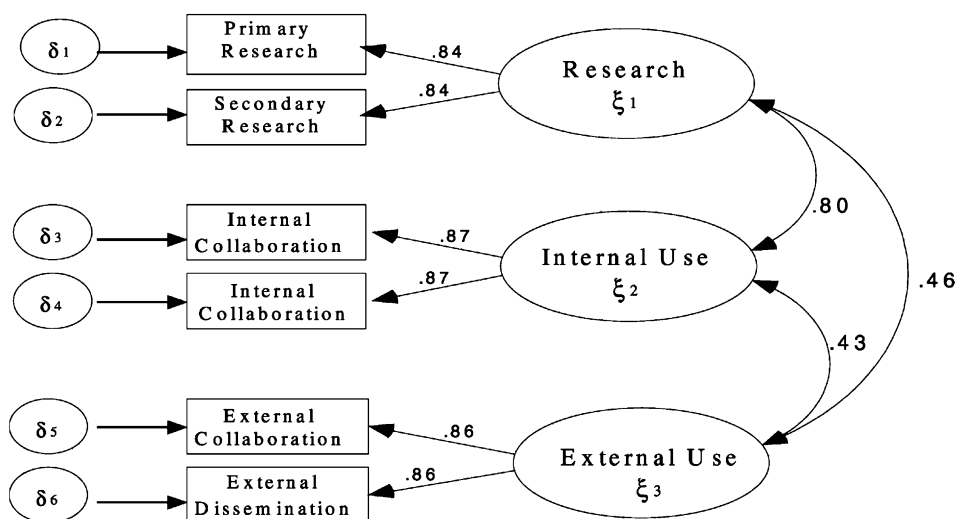 δ1
Primary
Research
.84
Research
ξ1
δ2
Secondary
Research
.84
δ3
Internal
Collaboration
.87
Internal Use
ξ2
.80
δ4
Internal
Collaboration
.87
.46
.43
δ5
External
Collaboration
.86
External Use
ξ3
δ6
External
Dissemination
.86